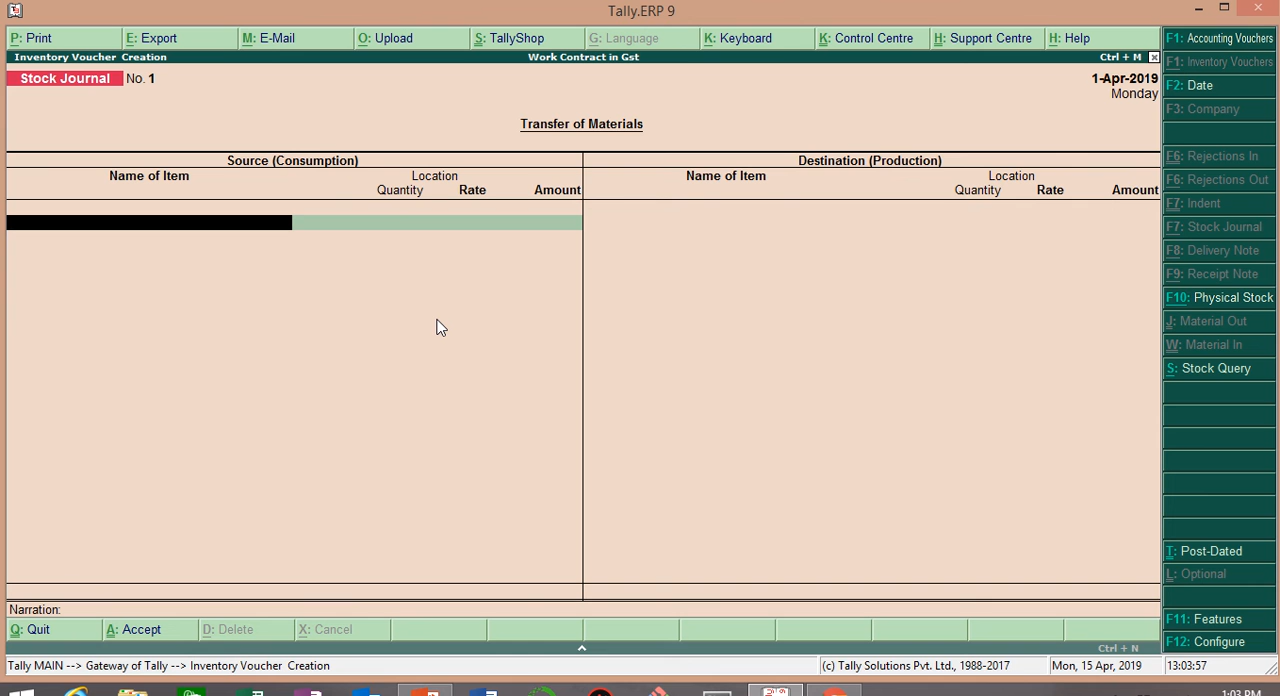 Tally.ERP 9
P: Print E: Export M: E-Mail O: Upload S: TallyShop G: Language K: Keyboard K: Control Centre H: Support Centre H: Help
Inventory Voucher Creation Work Contract in Gst Ctrl + M
Stock Journal No. 1 1-Apr-2019
Monday
Transfer of Materials
Source (Consumption) Destination (Production)
Name of Item Location Name of Item Location
Quantity Rate Amount Quantity Rate Amount
Narration:
Q: Quit A: Accept D: Delete X: Cancel
Ctrl + N
F1: Accounting Vouchers
F1: Inventory Vouchers
F2: Date
F3: Company
F6: Rejections In
F6: Rejections Out
F7: Indent
F7: Stock Journal
F8: Delivery Note
F9: Receipt Note
F10: Physical Stock
J: Material Out
W: Material In
S: Stock Query
T: Post-Dated
L: Optional
F11: Features
F12: Configure
Tally MAIN --> Gateway of Tally --> Inventory Voucher Creation (c) Tally Solutions Pvt. Ltd., 1988-2017 Mon, 15 Apr, 2019 13:03:57
1:03 PM